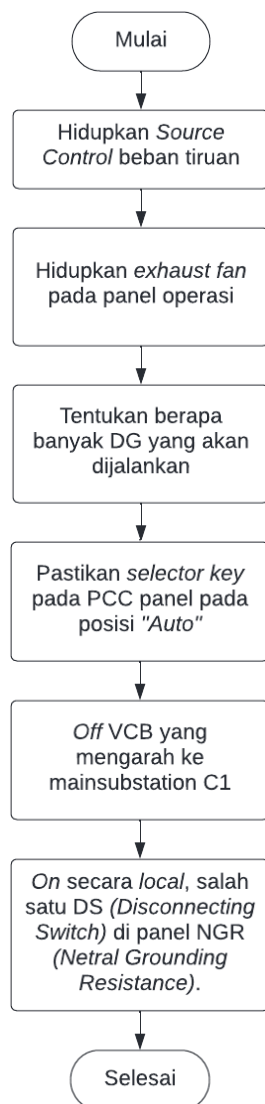 Mulai
Hidupkan Source
Control beban tiruan
Hidupkan exhaust fan
pada panel operasi
Tentukan berapa
banyak DG yang akan
dijalankan
Pastikan selector key
pada PCC panel pada
posisi "Auto"
Off VCB yang
mengarah ke
mainsubstation C1
On secara local, salah
satu DS (Disconnecting
Switch) di panel NGR
(Netral Grounding
Resistance).
Selesai